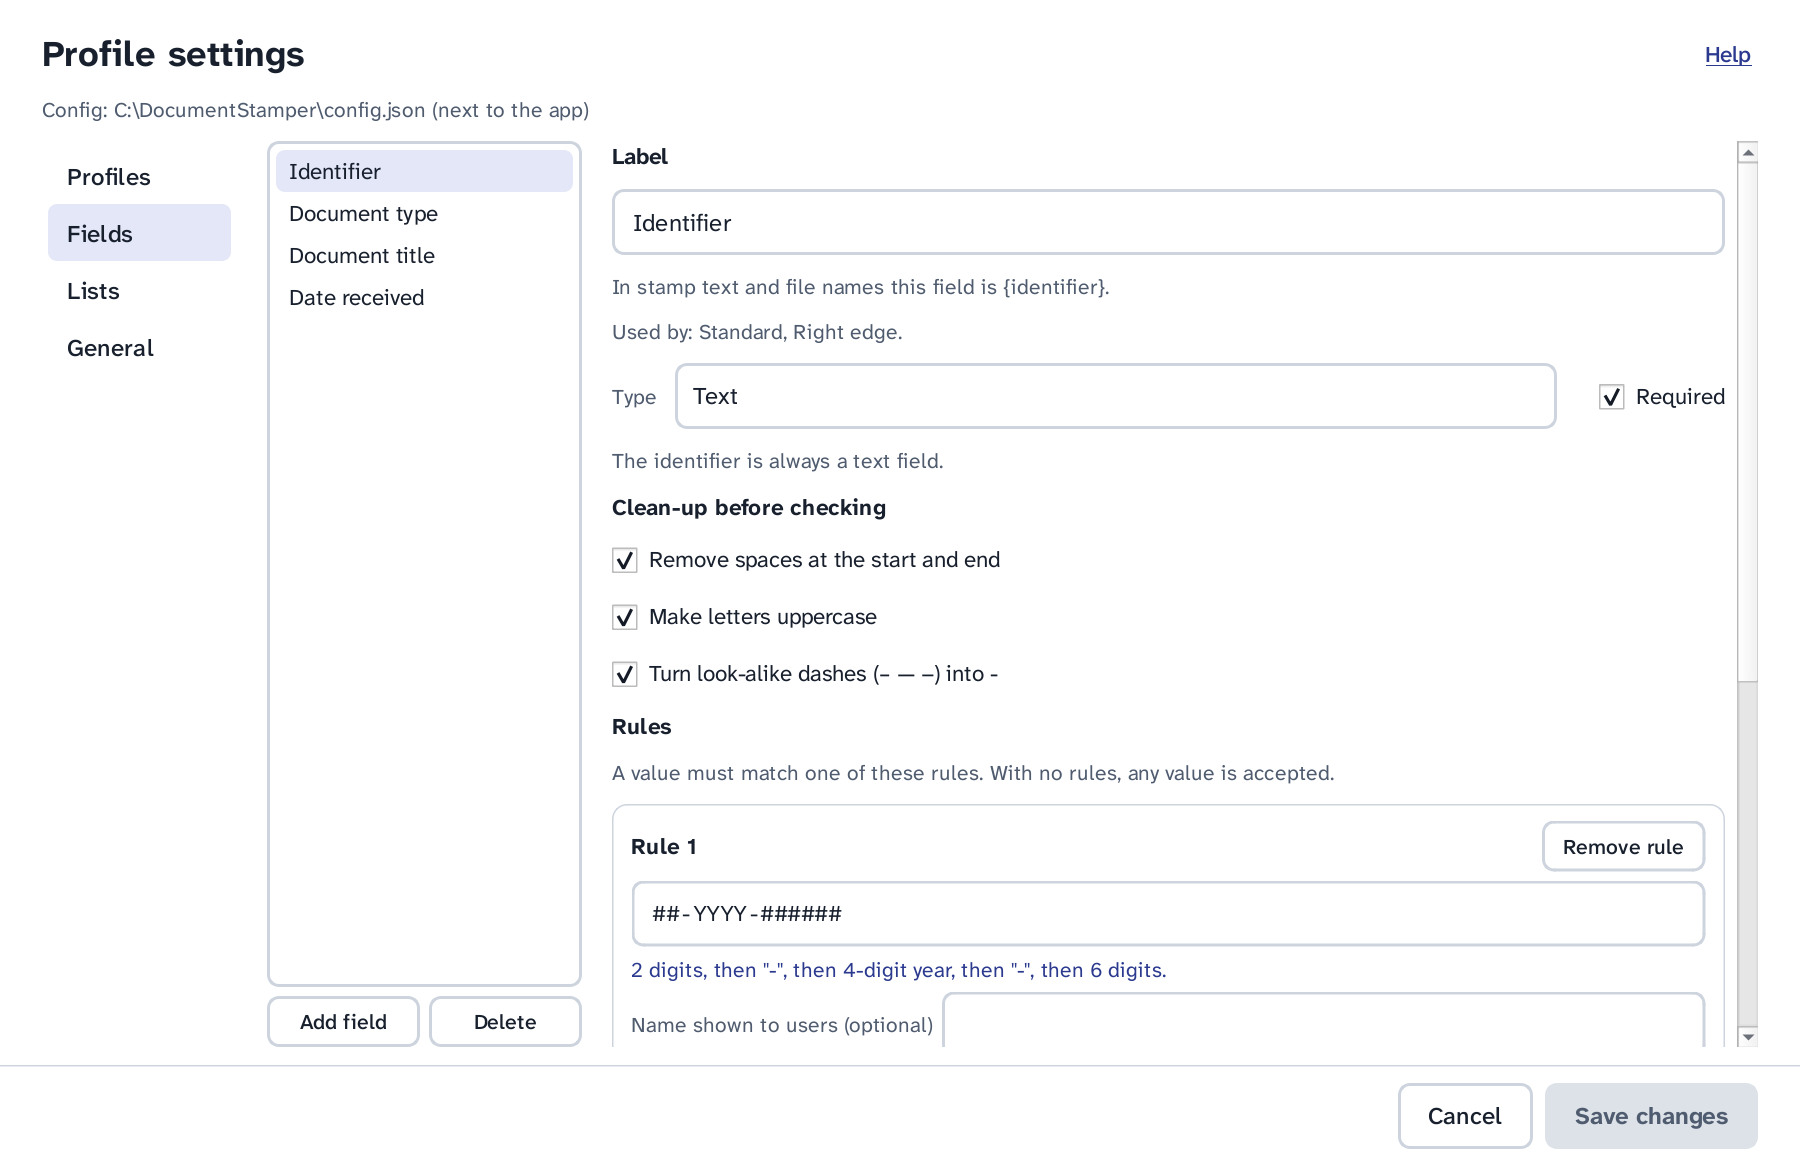 Profile settings
Help
Config: C:\DocumentStamper\config.json (next to the app)
Profiles
Fields
Lists
General
Identifier
Document type
Document title
Date received
Add field
Delete
Label
Identifier
In stamp text and file names this field is {identifier}.
Used by: Standard, Right edge.
Type
Text
Required
The identifier is always a text field.
Clean-up before checking
Remove spaces at the start and end
Make letters uppercase
Turn look-alike dashes (– — −) into -
Rules
A value must match one of these rules. With no rules, any value is accepted.
Rule 1
Remove rule
##-YYYY-######
2 digits, then "-", then 4-digit year, then "-", then 6 digits.
Name shown to users (optional)
Cancel
Save changes